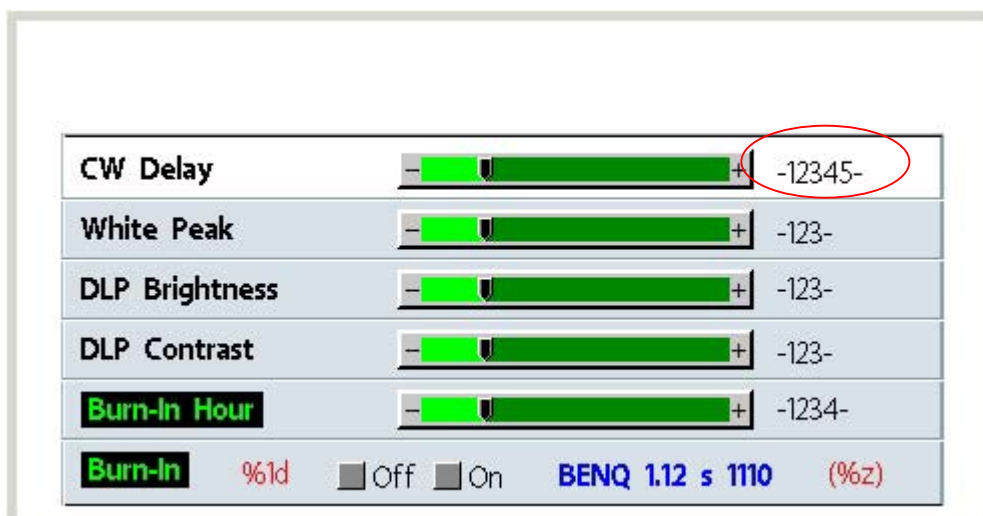 CW Delay - + -12345-
White Peak - + -123-
DLP Brightness - + -123-
DLP Contrast - + -123-
Burn-In Hour - + -1234-
Burn-In %1d Off On BENQ 1.12 s 1110 (%z)